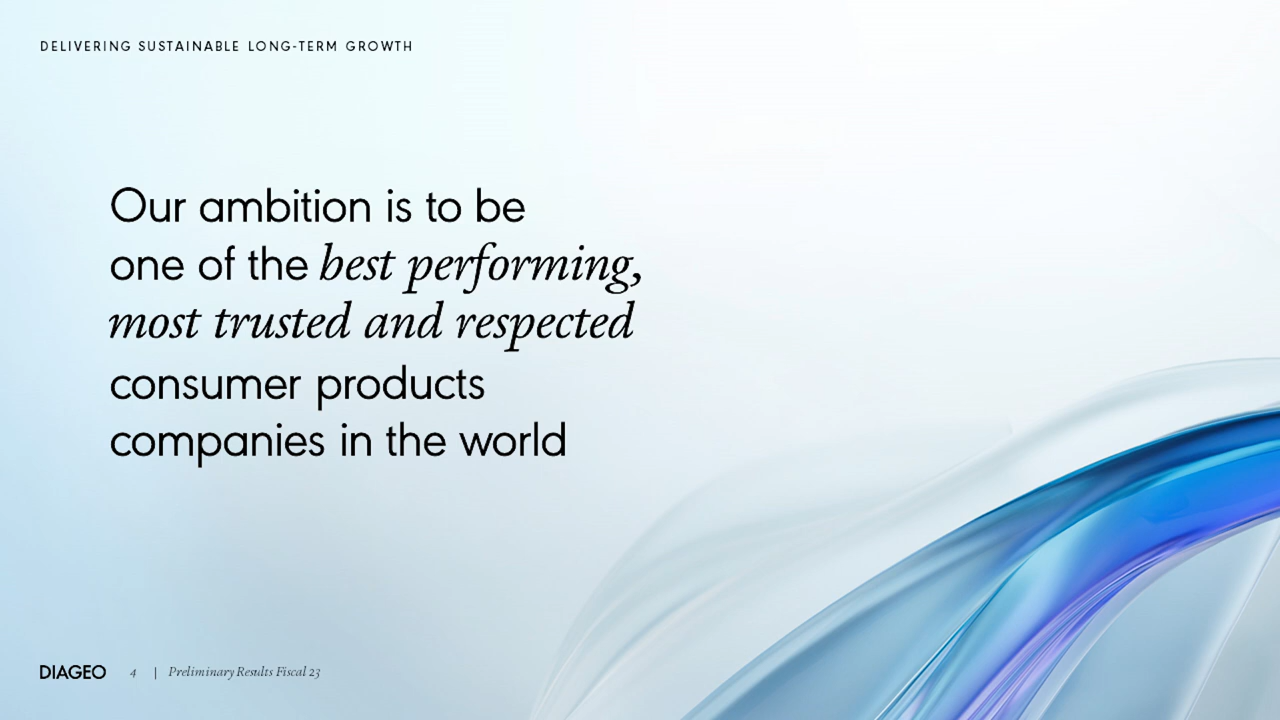 DELIVERING SUSTAINABLE LONG-TERM GROWTH
Our ambition is to be
one of the best performing,
most trusted and respected
consumer products
companies in the world
DIAGEO 4 | Preliminary Results Fiscal 23